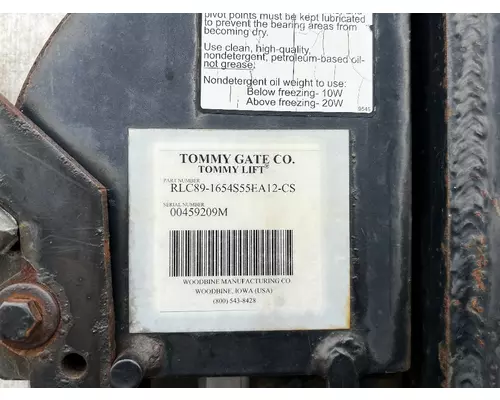 pivot points must be kept lubricated
to prevent the bearing areas from
becoming dry.
Use clean, high-quality,
nondetergent, petroleum-based oil-
not grease;
Nondetergent oil weight to use:
Below freezing- 10W
Above freezing- 20W
TOMMY GATE CO.
TOMMY LIFT®
PART NUMBER
RLC89-1654S55EA12-CS
SERIAL NUMBER
00459209M
WOODBINE MANUFACTURING CO.
WOODBINE, IOWA (USA)
(800) 543-8428